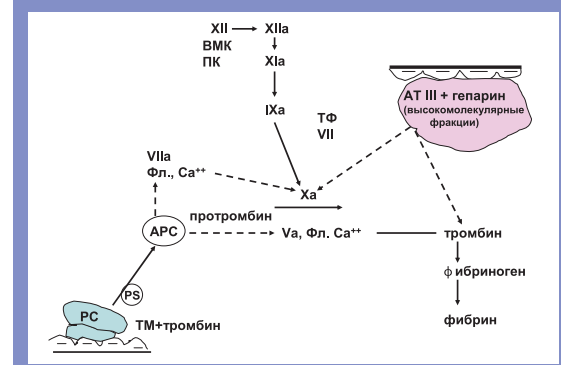 XII XIIa
ВМК
ПК
XIa
IXa
ТФ
VII
АТ III + гепарин
(высокомолекулярные
фракции)
VIIa
Фл., Ca⁺⁺
Xa
протромбин
APC
Va, Фл. Ca⁺⁺
тромбин
фибриноген
фибрин
PS
PC
ТМ+тромбин